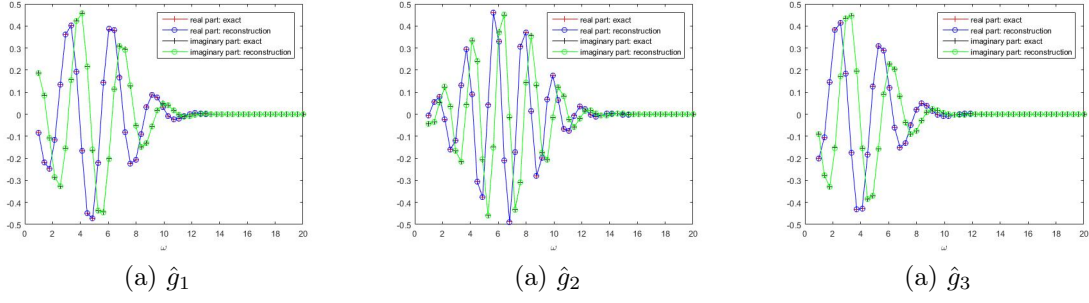 0.5
0.4
0.3
0.2
0.1
0
-0.1
-0.2
-0.3
-0.4
-0.5
0 2 4 6 8 10 12 14 16 18 20
ω
real part: exact
real part: reconstruction
imaginary part: exact
imaginary part: reconstruction
(a) ĝ1
0.5
0.4
0.3
0.2
0.1
0
-0.1
-0.2
-0.3
-0.4
-0.5
0 2 4 6 8 10 12 14 16 18 20
ω
real part: exact
real part: reconstruction
imaginary part: exact
imaginary part: reconstruction
(a) ĝ2
0.5
0.4
0.3
0.2
0.1
0
-0.1
-0.2
-0.3
-0.4
-0.5
0 2 4 6 8 10 12 14 16 18 20
ω
real part: exact
real part: reconstruction
imaginary part: exact
imaginary part: reconstruction
(a) ĝ3